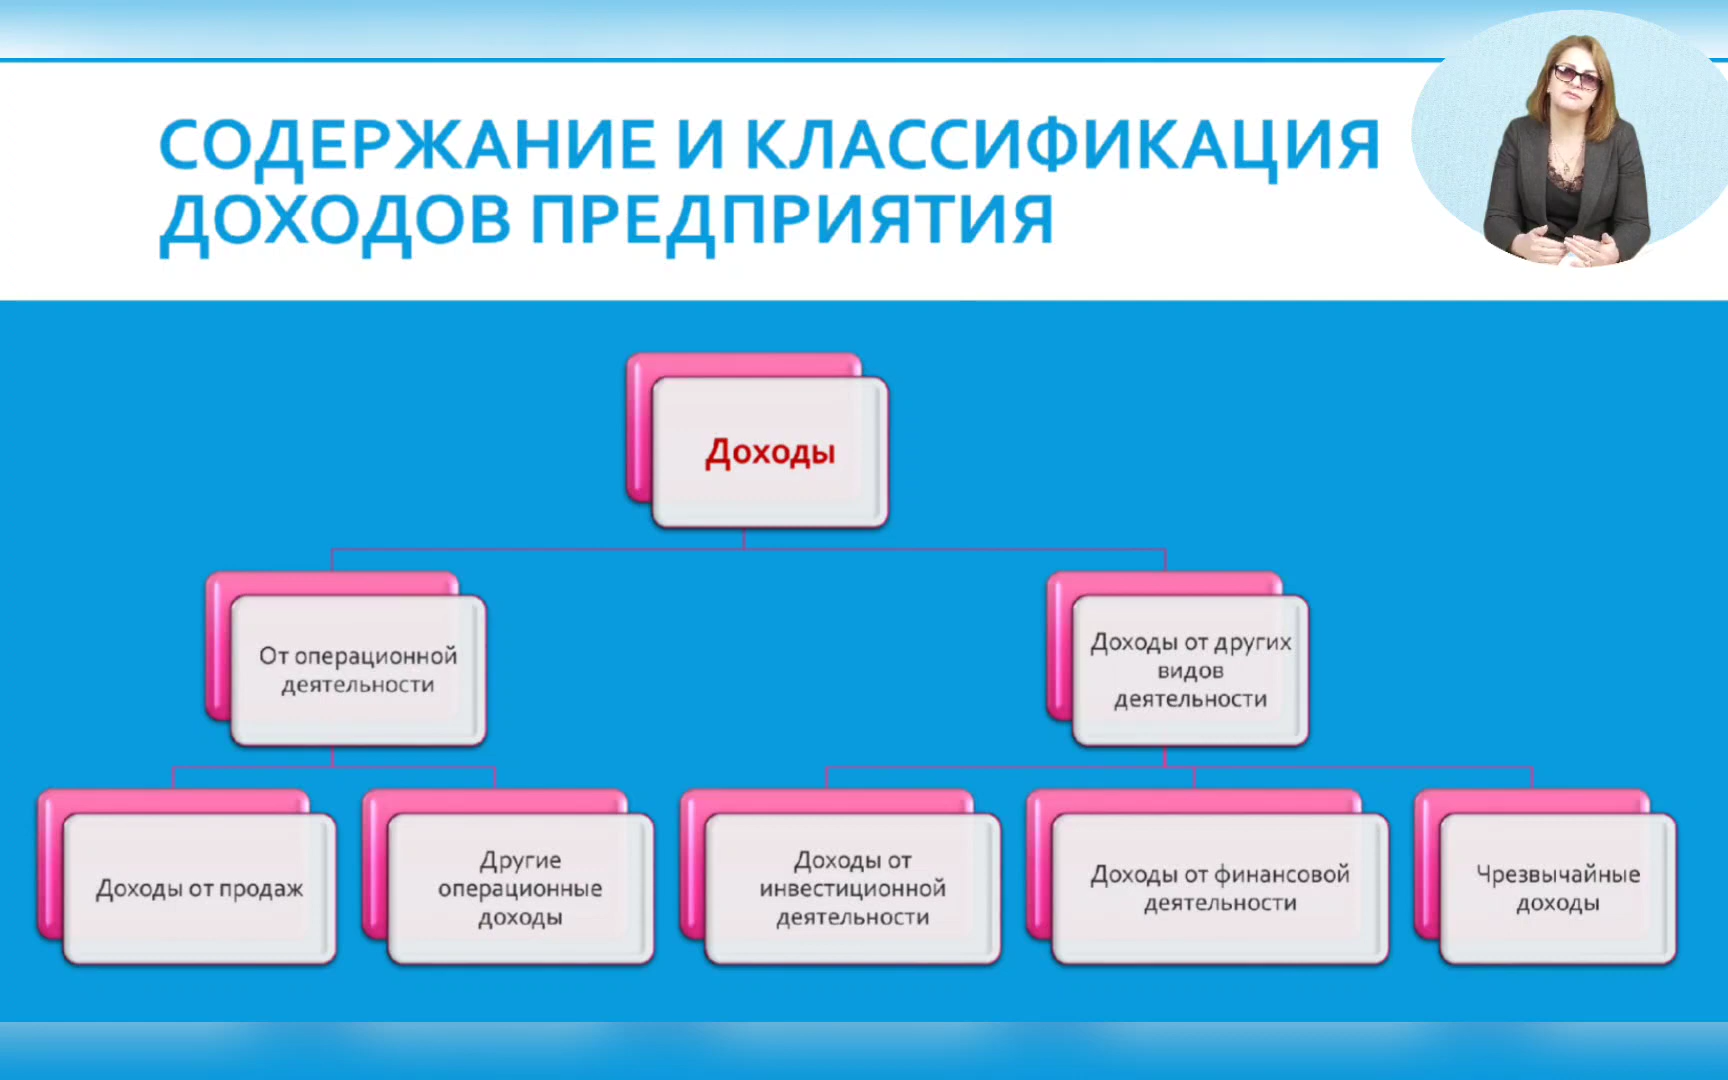 СОДЕРЖАНИЕ И КЛАССИФИКАЦИЯ
ДОХОДОВ ПРЕДПРИЯТИЯ
Доходы
От операционной
деятельности
Доходы от других
видов
деятельности
Доходы от продаж
Другие
операционные
доходы
Доходы от
инвестиционной
деятельности
Доходы от финансовой
деятельности
Чрезвычайные
доходы